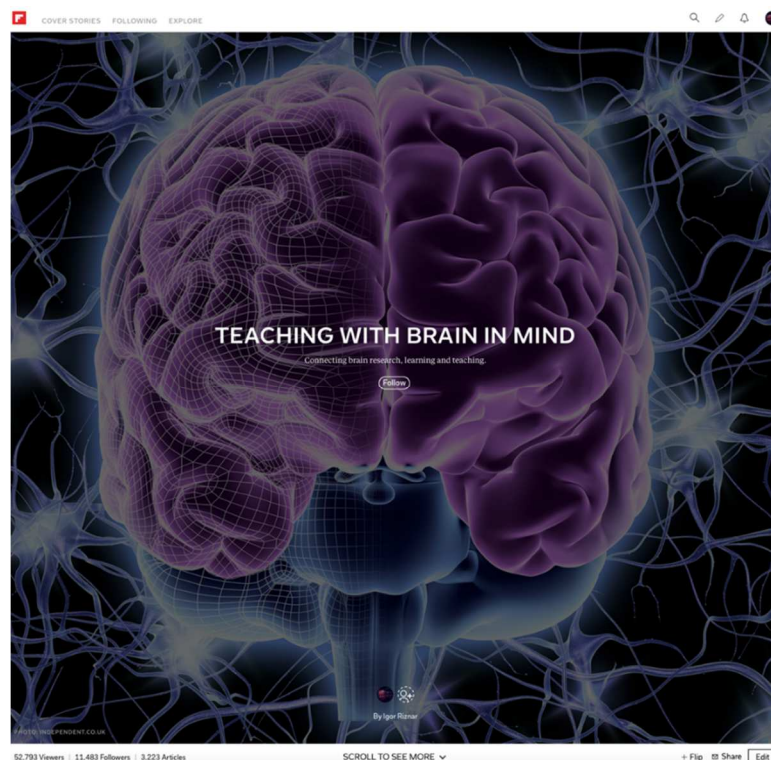 COVER STORIES FOLLOWING EXPLORE
TEACHING WITH BRAIN IN MIND
Connecting brain research, learning and teaching.
Follow
By Igor Riznar
PHOTO: INDEPENDENT.CO.UK
52,793 Viewers | 11,483 Followers | 3,223 Articles SCROLL TO SEE MORE + Flip Share Edit